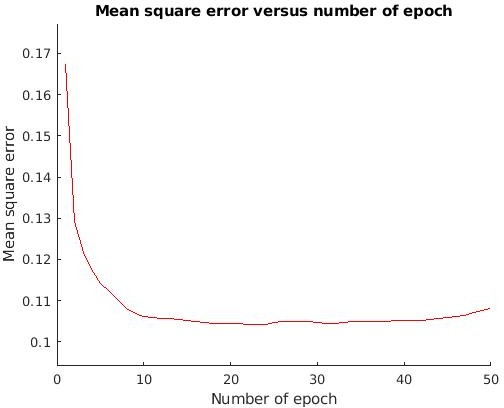 Mean square error versus number of epoch
Mean square error
0.17
0.16
0.15
0.14
0.13
0.12
0.11
0.1
0 10 20 30 40 50
Number of epoch